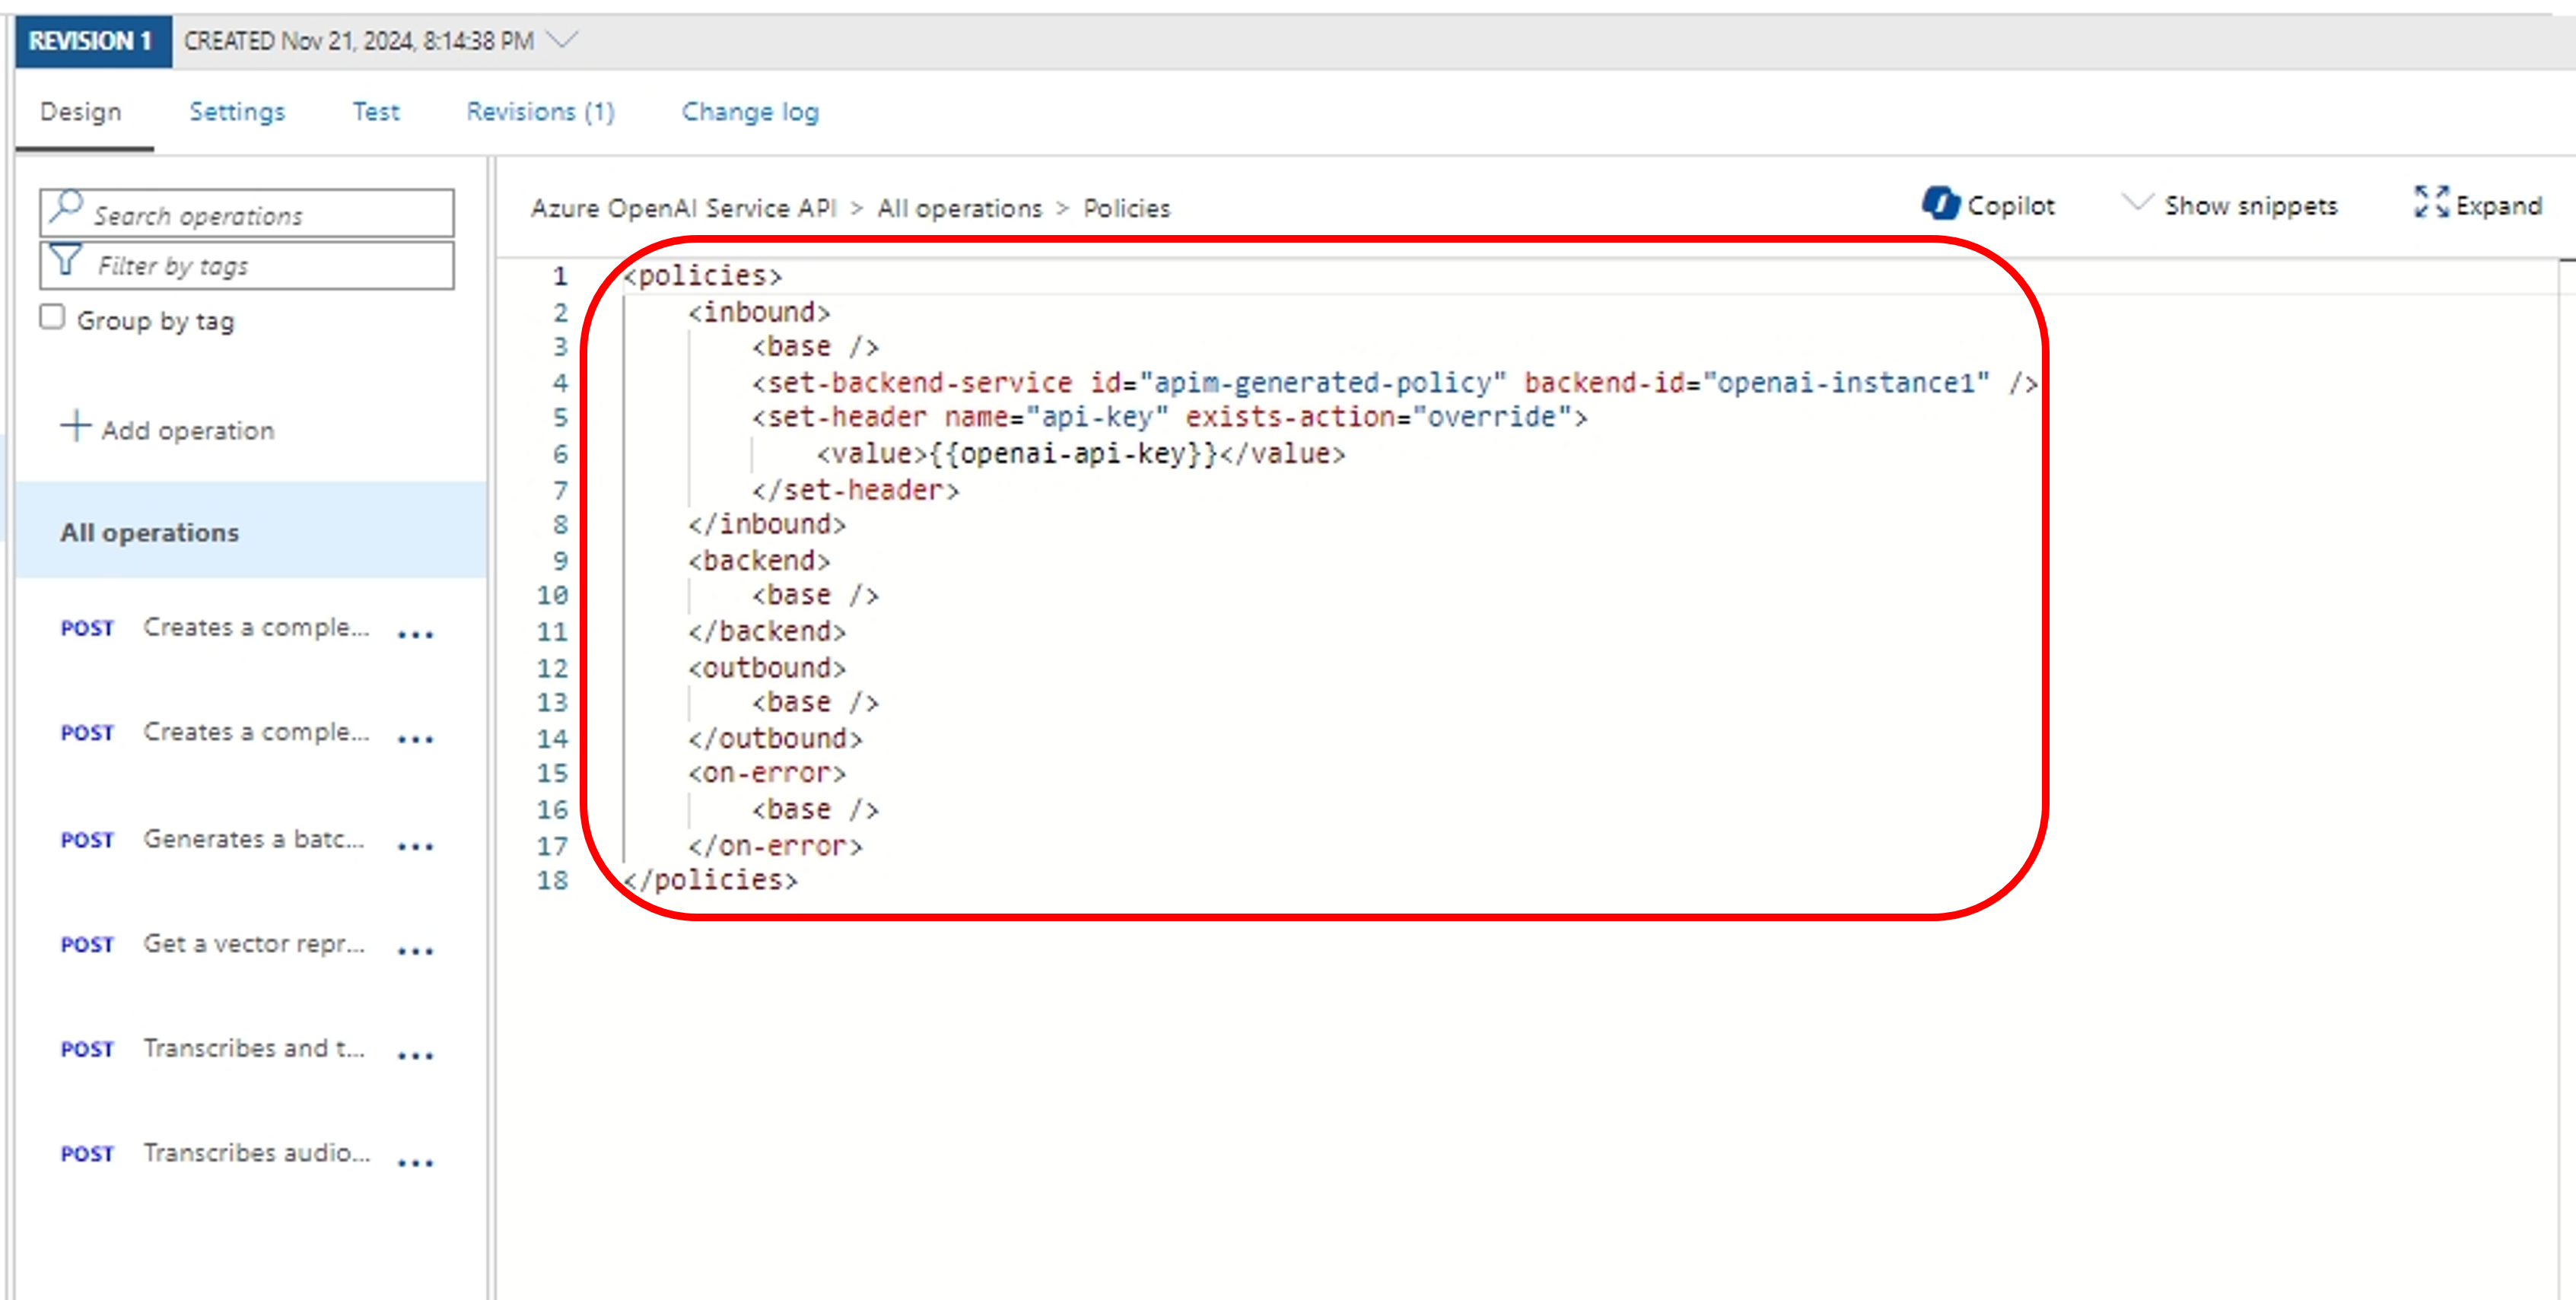 REVISION 1 CREATED Nov 21, 2024, 8:14:38 PM
Design Settings Test Revisions (1) Change log
Search operations
Filter by tags
Group by tag
Add operation
All operations
POST Creates a comple... ...
POST Creates a comple... ...
POST Generates a batc... ...
POST Get a vector repr... ...
POST Transcribes and t... ...
POST Transcribes audio... ...
Azure OpenAI Service API > All operations > Policies
Copilot Show snippets Expand
1 <policies>
2 <inbound>
3 <base />
4 <set-backend-service id="apim-generated-policy" backend-id="openai-instance1" />
5 <set-header name="api-key" exists-action="override">
6 <value>{{openai-api-key}}</value>
7 </set-header>
8 </inbound>
9 <backend>
10 <base />
11 </backend>
12 <outbound>
13 <base />
14 </outbound>
15 <on-error>
16 <base />
17 </on-error>
18 </policies>